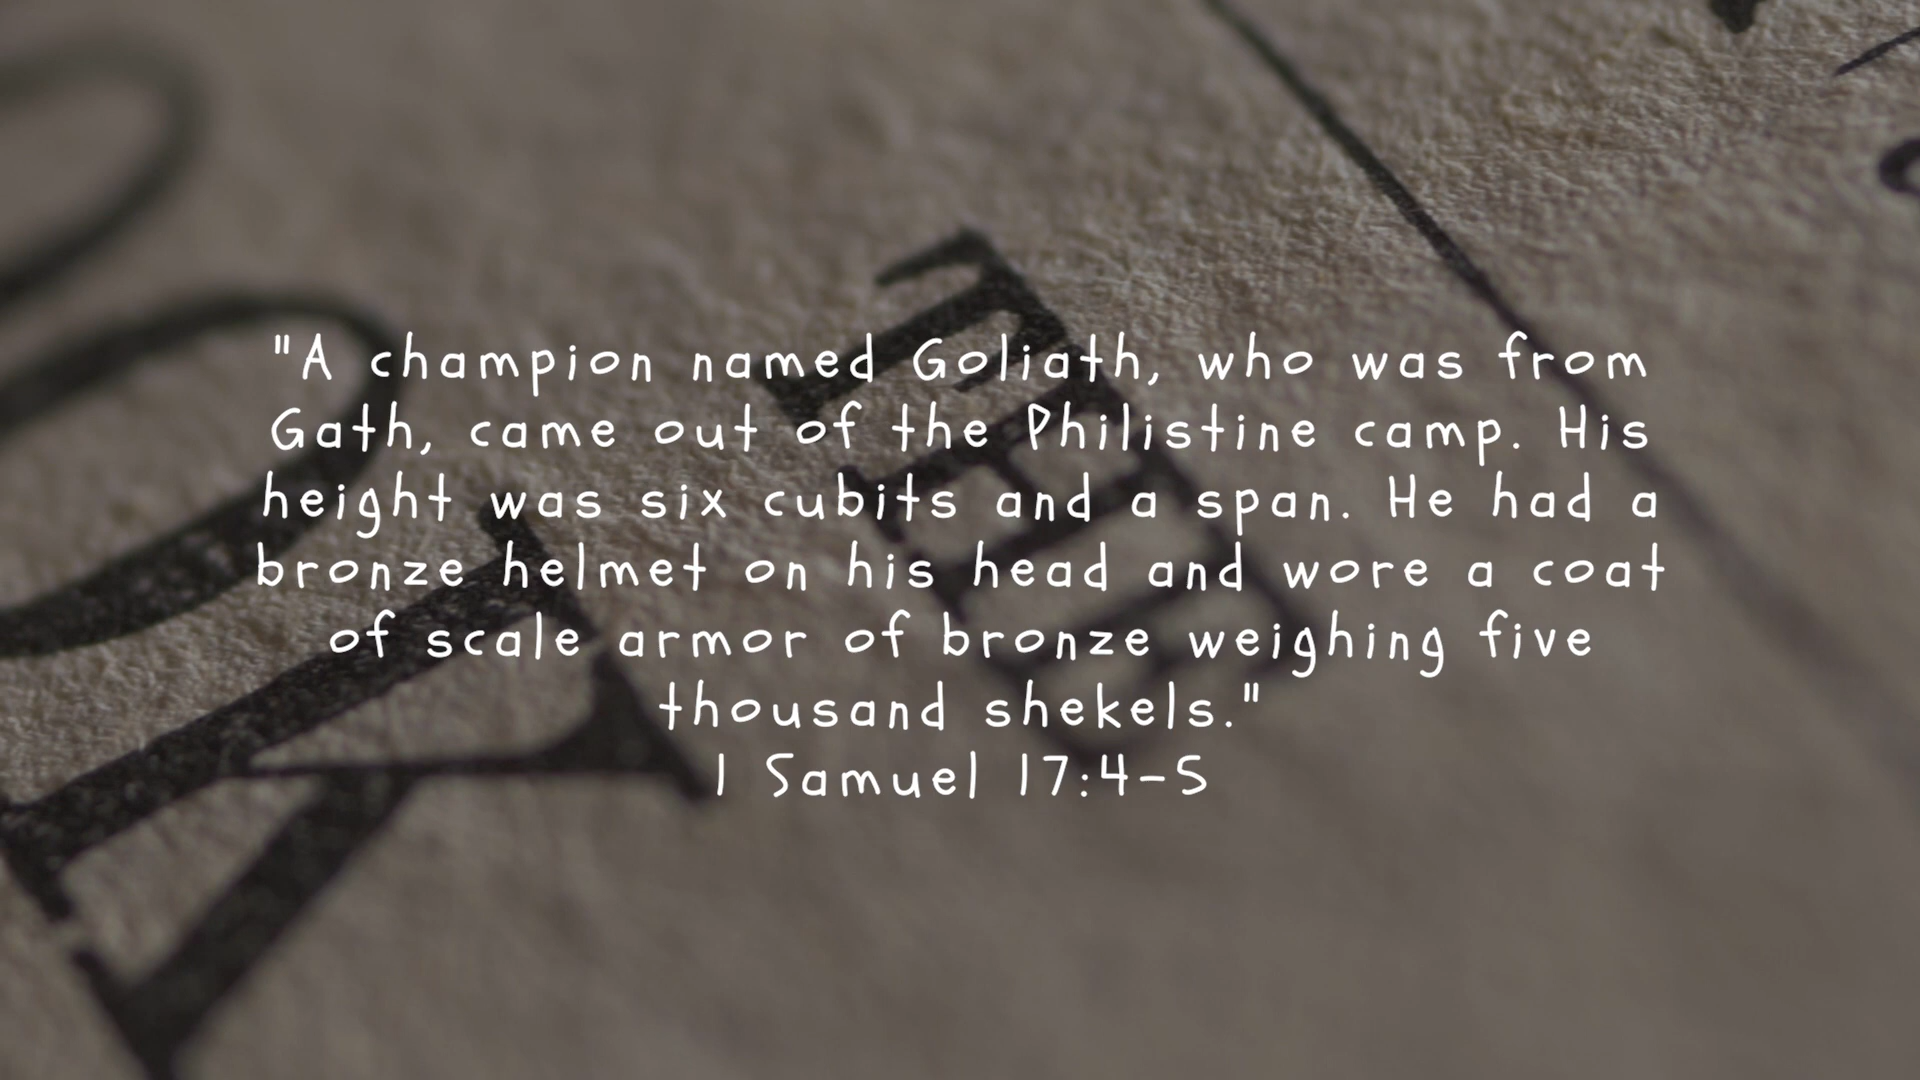 "A champion named Goliath, who was from
Gath, came out of the Philistine camp. His
height was six cubits and a span. He had a
bronze helmet on his head and wore a coat
of scale armor of bronze weighing five
thousand shekels."
1 Samuel 17:4-5
THE